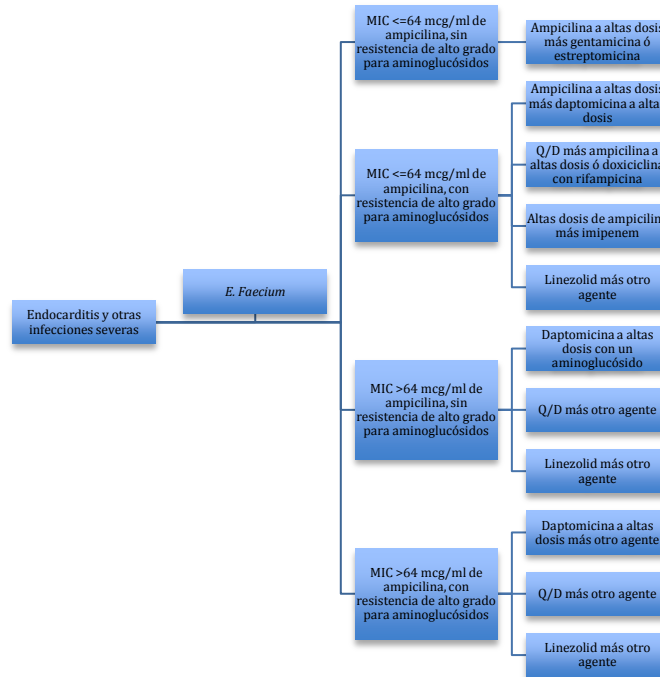 Endocarditis y otras
infecciones severas
E. Faecium
MIC <=64 mcg/ml de
ampicilina, sin
resistencia de alto grado
para aminoglucósidos
Ampicilina a altas dosis
más gentamicina ó
estreptomicina
MIC <=64 mcg/ml de
ampicilina, con
resistencia de alto grado
para aminoglucósidos
Ampicilina a altas dosis
más daptomicina a altas
dosis
Q/D más ampicilina a
altas dosis ó doxiciclina
con rifampicina
Altas dosis de ampicilina
más imipenem
Linezolid más otro
agente
MIC >64 mcg/ml de
ampicilina, sin
resistencia de alto grado
para aminoglucósidos
Daptomicina a altas
dosis con un
aminoglucósido
Q/D más otro agente
Linezolid más otro
agente
MIC >64 mcg/ml de
ampicilina, con
resistencia de alto grado
para aminoglucósidos
Daptomicina a altas
dosis más otro agente
Q/D más otro agente
Linezolid más otro
agente